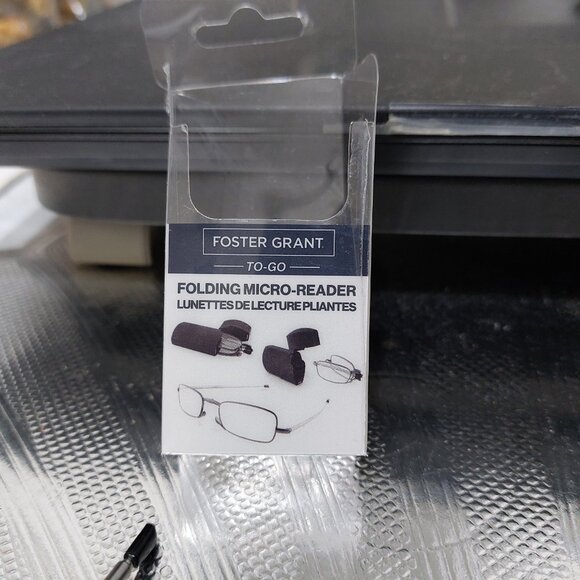 FOSTER GRANT
TO-GO
FOLDING MICRO-READER
LUNETTES DE LECTURE PLIANTES